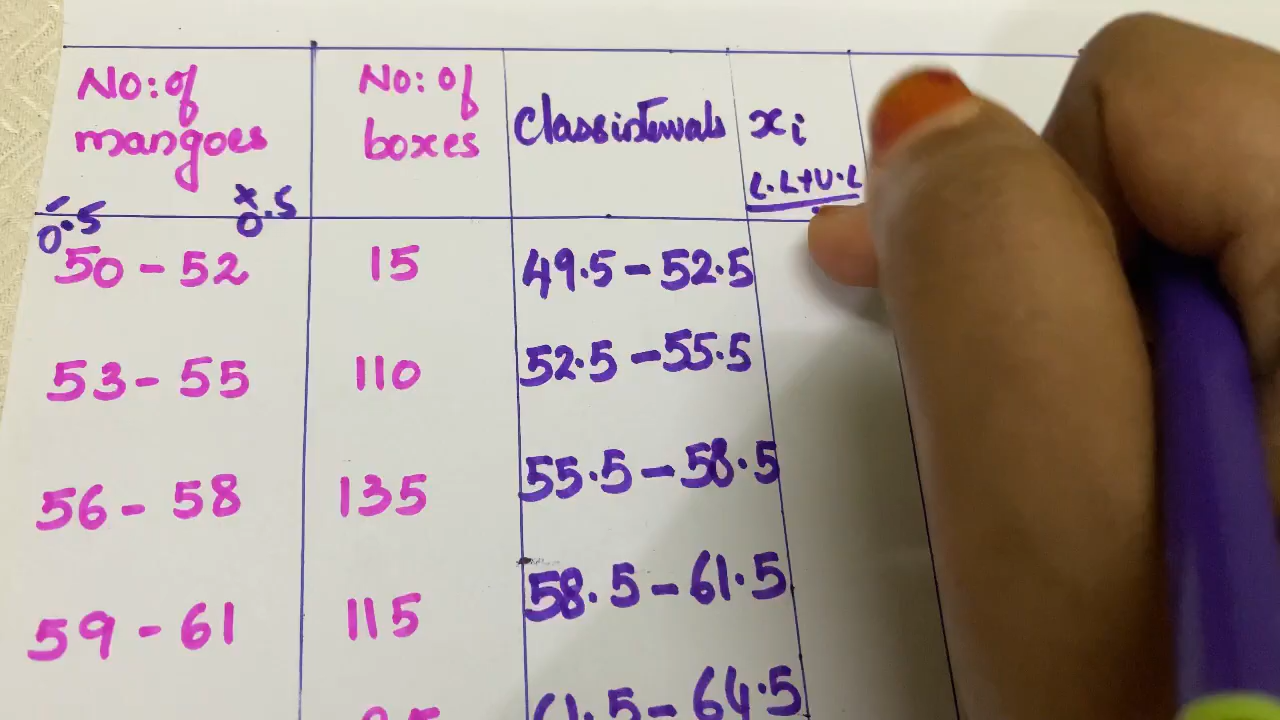 No: of mangoes
No: of boxes
Class intervals
xi
L.L+U.L
-
0.5
+
0.5
50 - 52 15 49.5 - 52.5
53 - 55 110 52.5 - 55.5
56 - 58 135 55.5 - 58.5
59 - 61 115 58.5 - 61.5
61.5 - 64.5